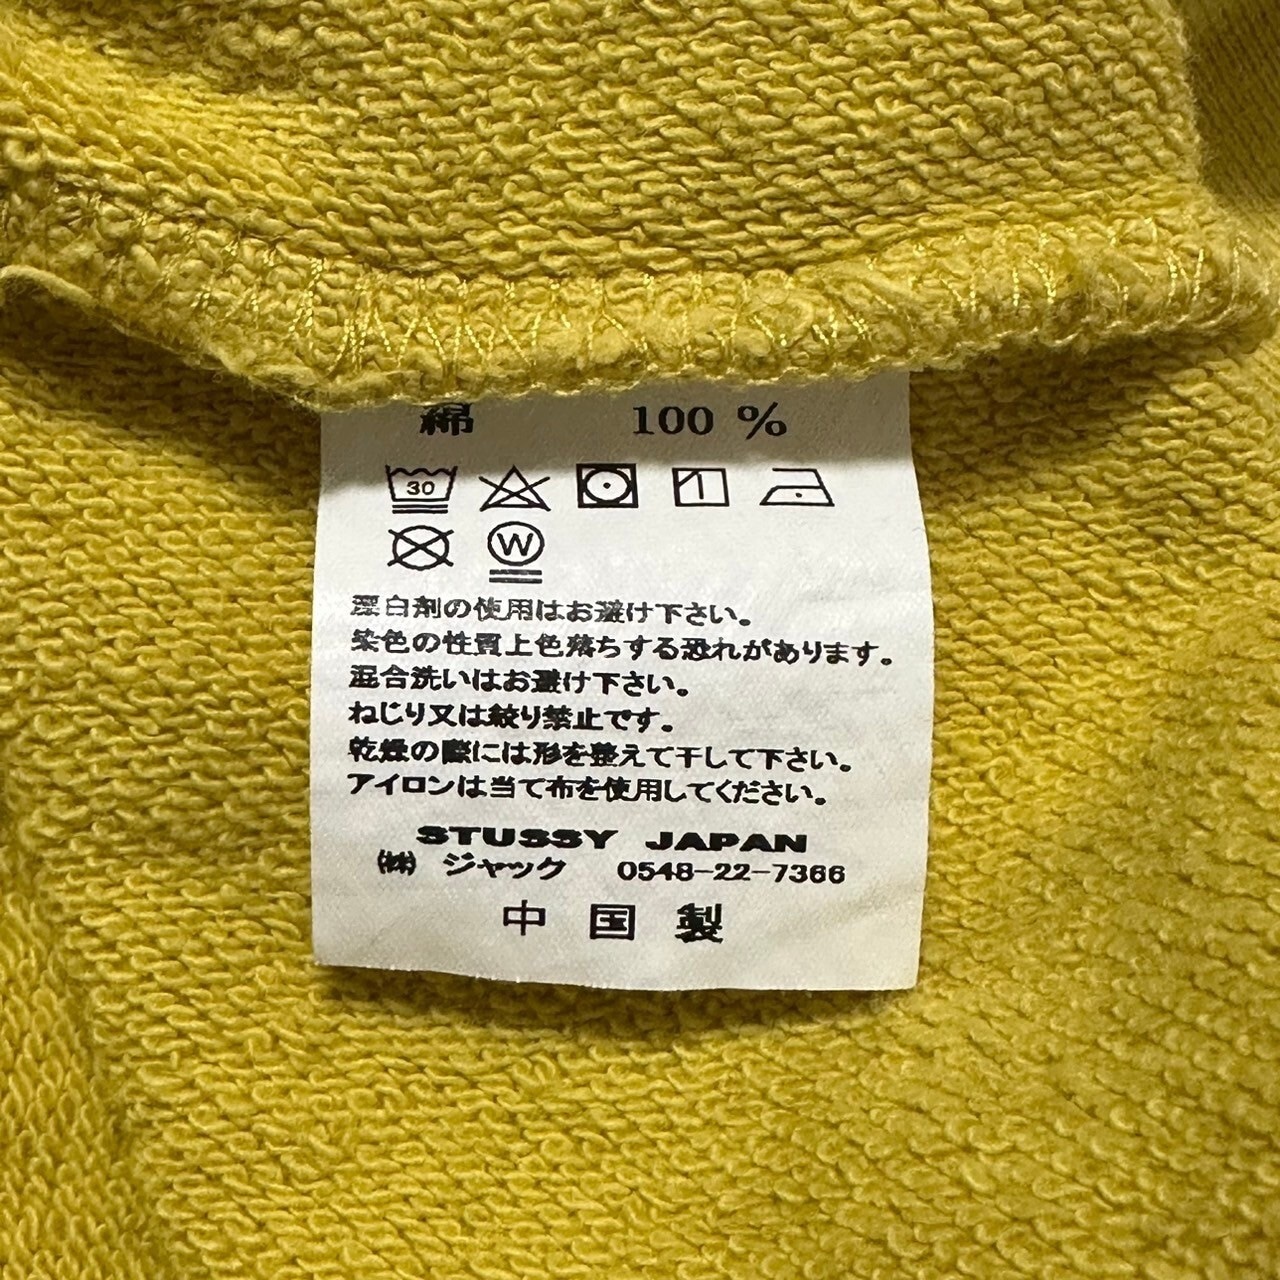 綿 100 %
30
W
漂白剤の使用はお避け下さい。
染色の性質上色落ちする恐れがあります。
混合洗いはお避け下さい。
ねじり又は絞り禁止です。
乾燥の際には形を整えて干して下さい。
アイロンは当て布を使用してください。
STUSSY JAPAN
㈱ ジャック 0548-22-7366
中国製